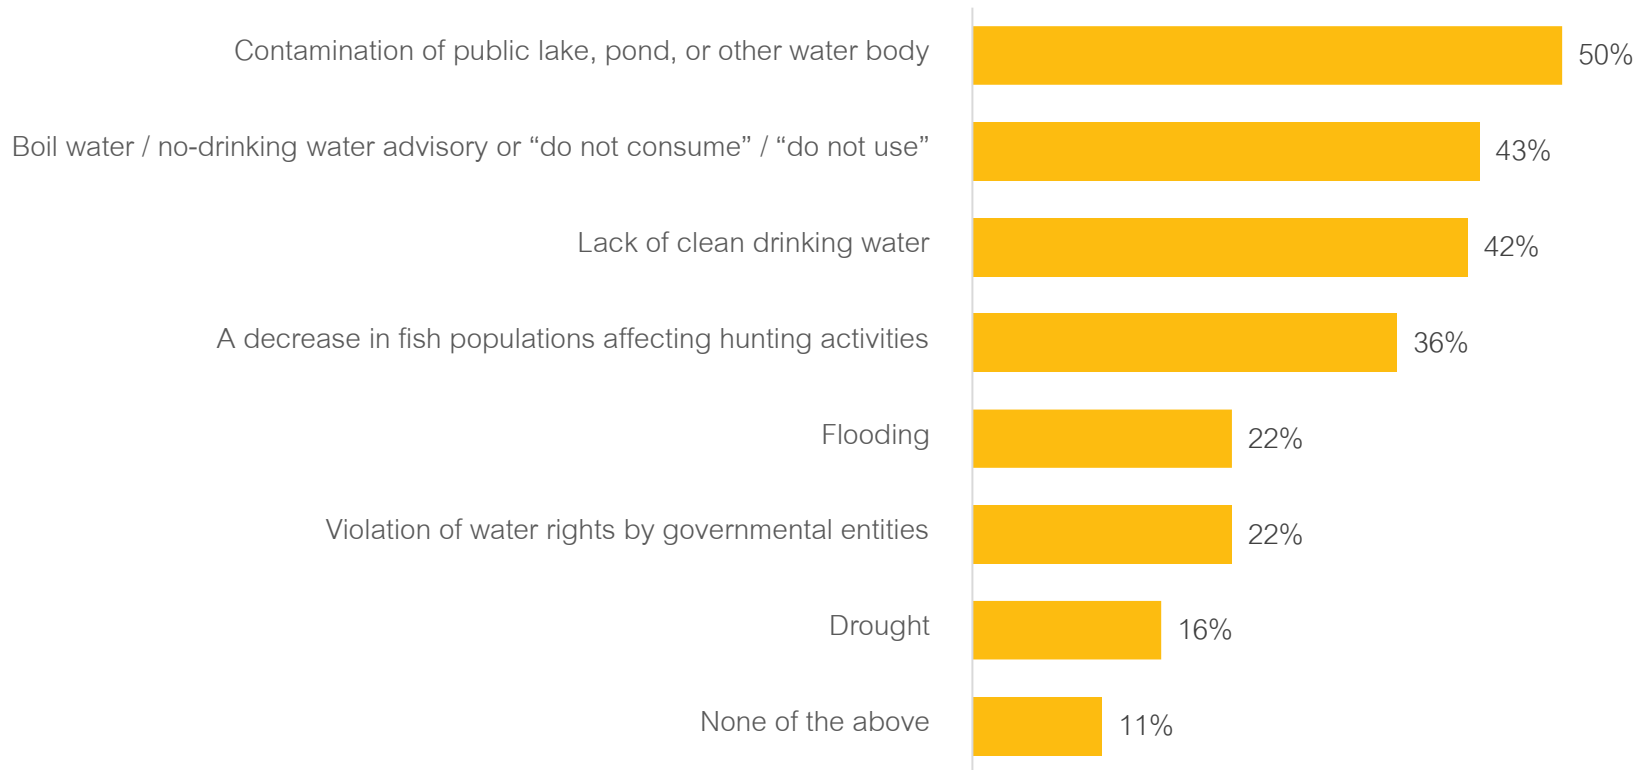 Contamination of public lake, pond, or other water body
50%
Boil water / no-drinking water advisory or “do not consume” / “do not use”
43%
Lack of clean drinking water
42%
A decrease in fish populations affecting hunting activities
36%
Flooding
22%
Violation of water rights by governmental entities
22%
Drought
16%
None of the above
11%